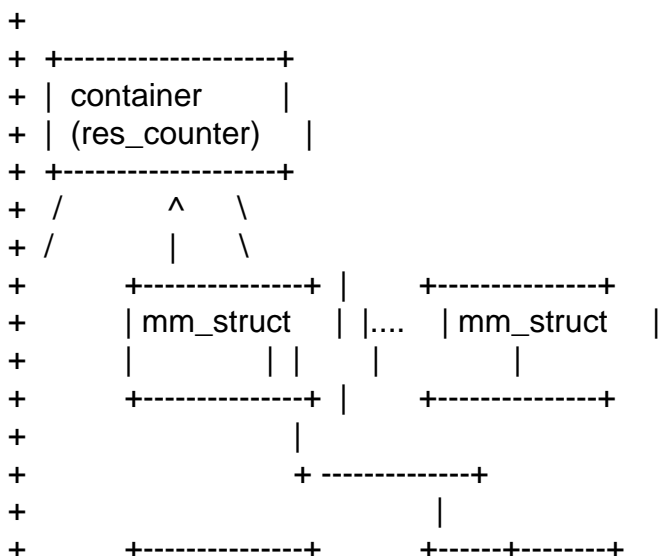 +
+ +--------------------+
+ | container |
+ | (res_counter) |
+ +--------------------+
+ / ^ \
+ / | \
+ +---------------+ | +---------------+
+ | mm_struct | |.... | mm_struct |
+ | | | | |
+ +---------------+ | +---------------+
+ |
+ + --------------+
+ |
+ +---------------+ +------+--------+